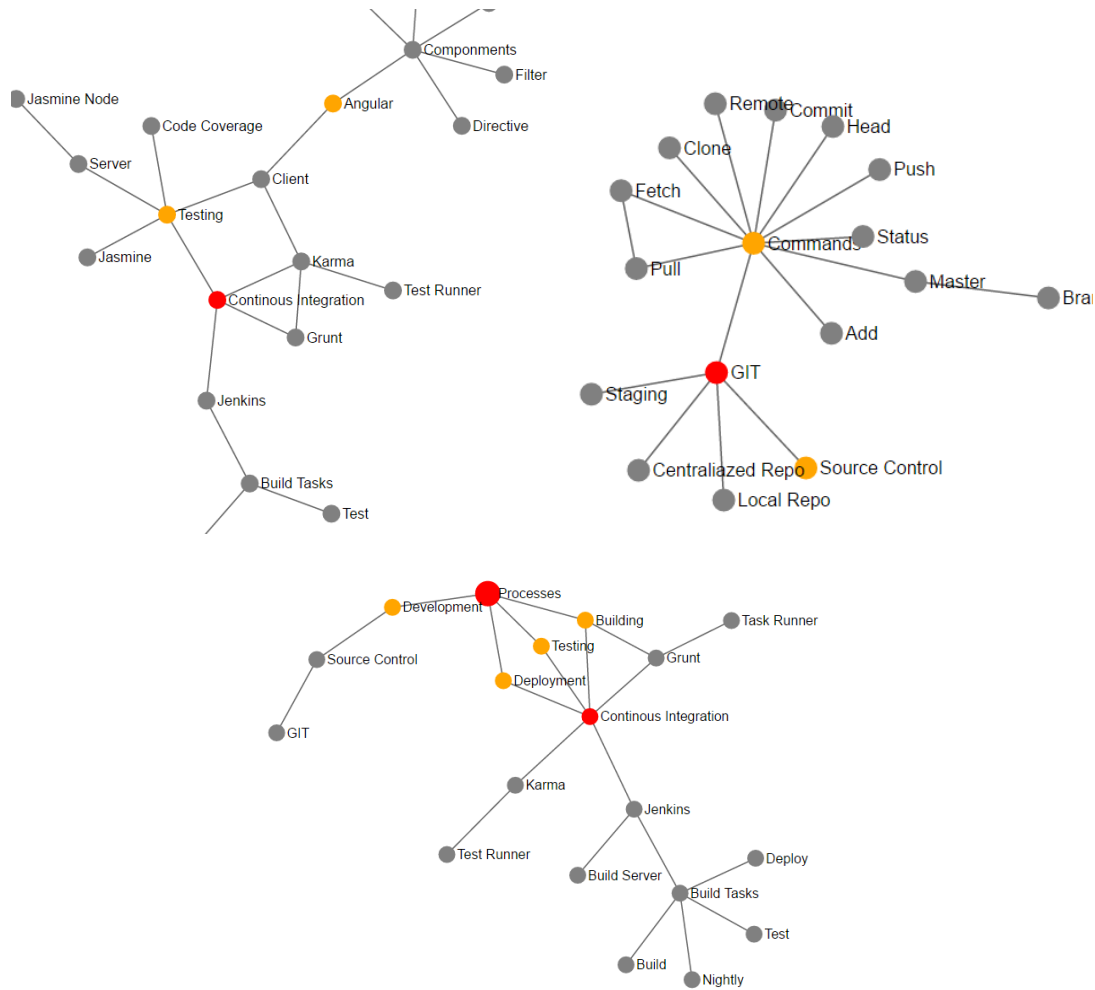 Componments
Filter
Angular
Directive
Jasmine Node
Code Coverage
Server
Client
Testing
Jasmine
Karma
Test Runner
Continous Integration
Grunt
Jenkins
Build Tasks
Test
Remote
Commit
Head
Clone
Push
Fetch
Status
Commands
Pull
Master
Bra
Add
GIT
Staging
Source Control
Centraliazed Repo
Local Repo
Processes
Development
Building
Task Runner
Testing
Grunt
Source Control
Deployment
Continous Integration
GIT
Karma
Jenkins
Test Runner
Build Server
Deploy
Build Tasks
Test
Build
Nightly